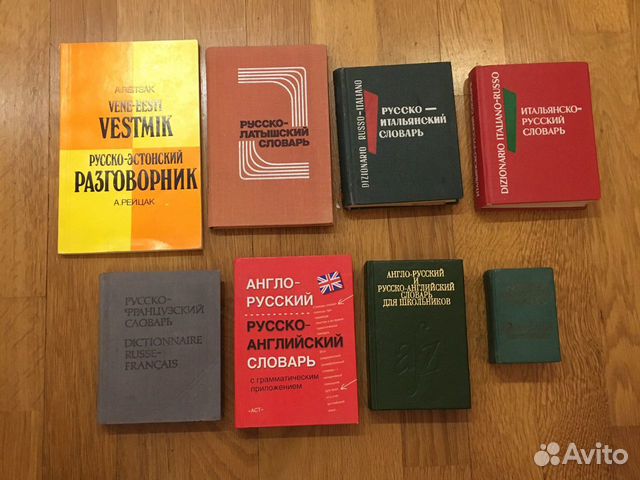 A. REITSAK
VENE-EESTI
VESTMIK
РУССКО-ЭСТОНСКИЙ
РАЗГОВОРНИК
А. РЕЙЦАК
РУССКО-
ЛАТЫШСКИЙ
СЛОВАРЬ
DIZIONARIO RUSSO-ITALIANO
РУССКО —
ИТАЛЬЯНСКИЙ
СЛОВАРЬ
DIZIONARIO ITALIANO-RUSSO
ИТАЛЬЯНСКО-
РУССКИЙ
СЛОВАРЬ
РУССКО-
ФРАНЦУЗСКИЙ
СЛОВАРЬ
DICTIONNAIRE
RUSSE-
FRANÇAIS
АНГЛО-
РУССКИЙ
РУССКО-
АНГЛИЙСКИЙ
СЛОВАРЬ
с грамматическим
приложением
«АСТ»
АНГЛО-РУССКИЙ
И
РУССКО-АНГЛИЙСКИЙ
СЛОВАРЬ
ДЛЯ ШКОЛЬНИКОВ
Avito